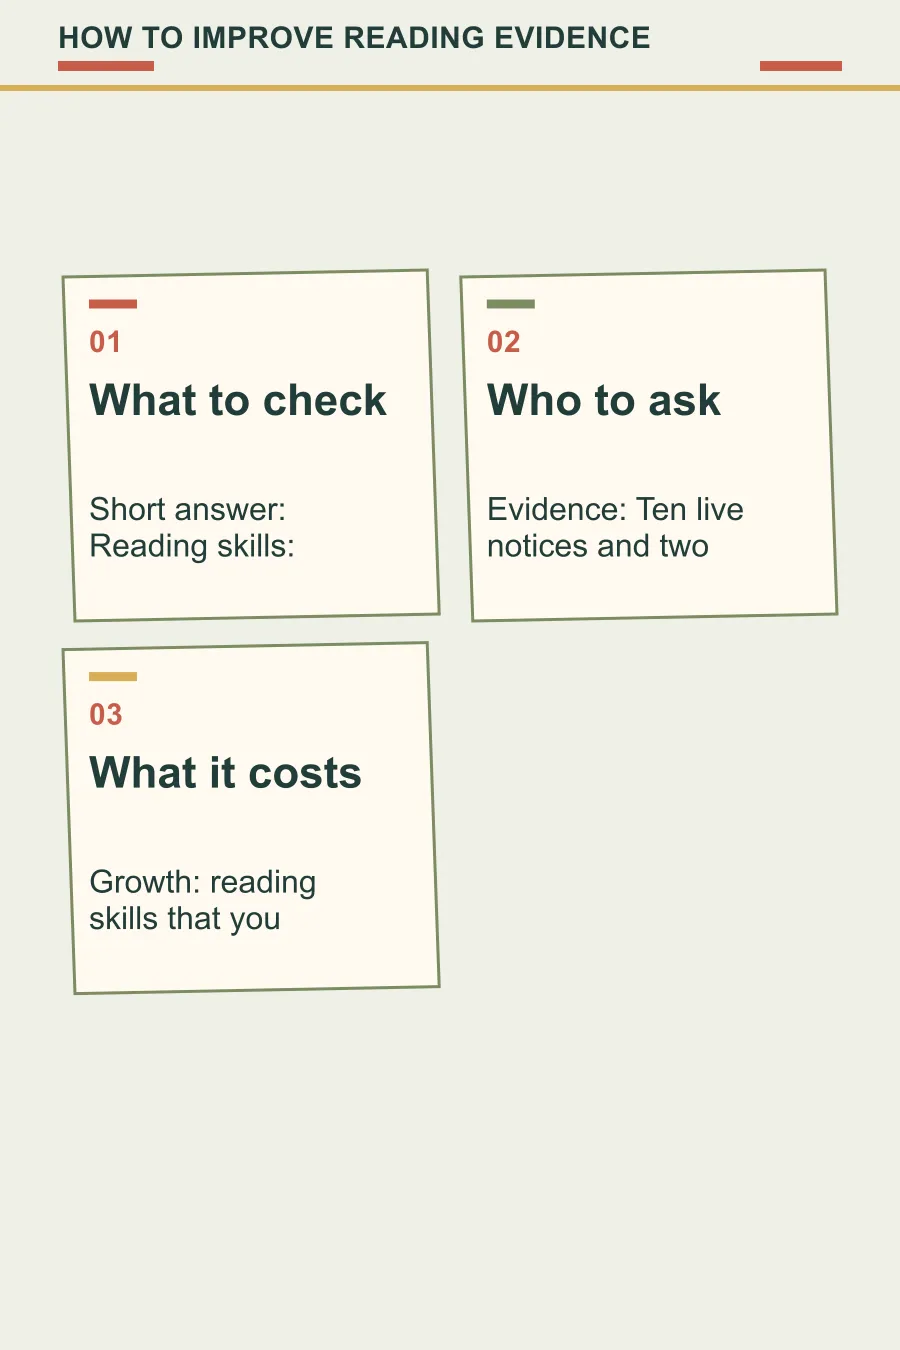 HOW TO IMPROVE READING EVIDENCE
01
What to check
Short answer:
Reading skills:
02
Who to ask
Evidence: Ten live
notices and two
03
What it costs
Growth: reading
skills that you